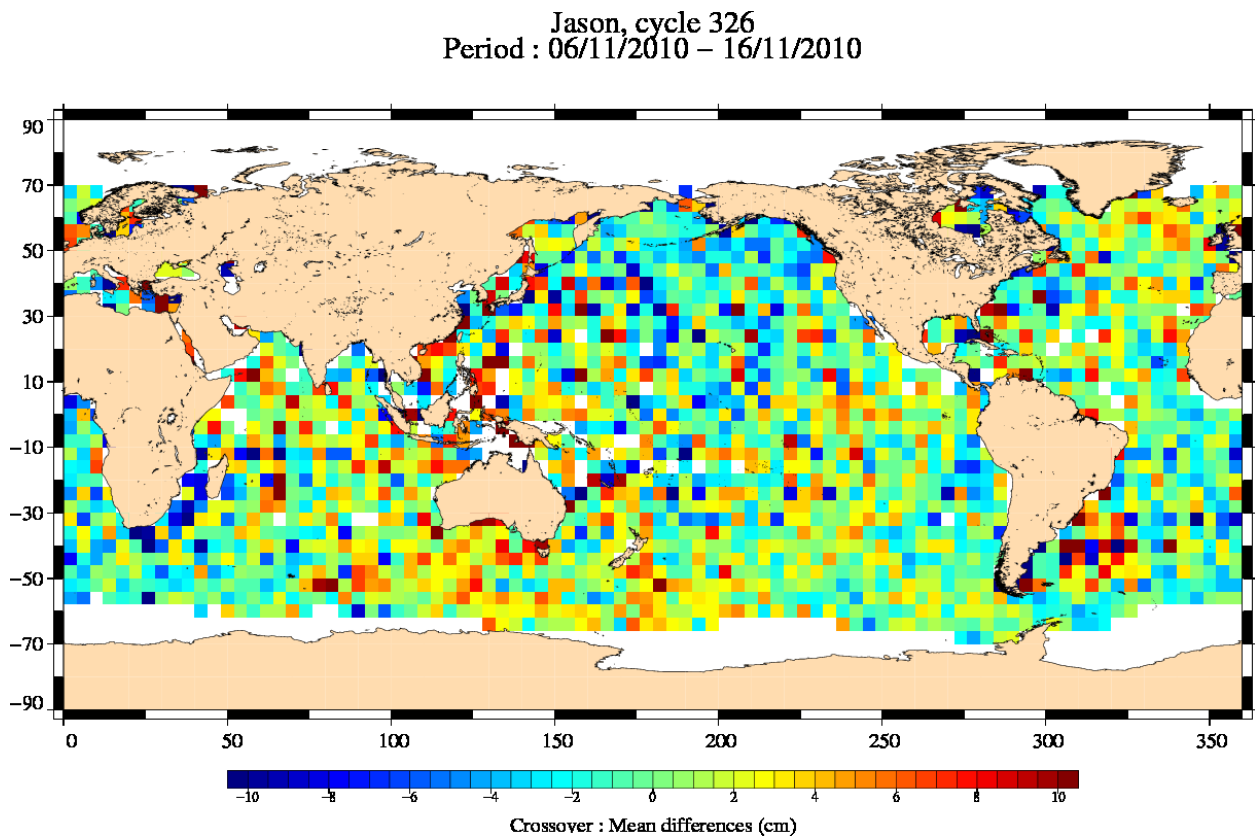 Jason, cycle 326
Period : 06/11/2010 − 16/11/2010
90
70
50
30
10
−10
−30
−50
−70
−90
0 50 100 150 200 250 300 350
−10 −8 −6 −4 −2 0 2 4 6 8 10
Crossover : Mean differences (cm)